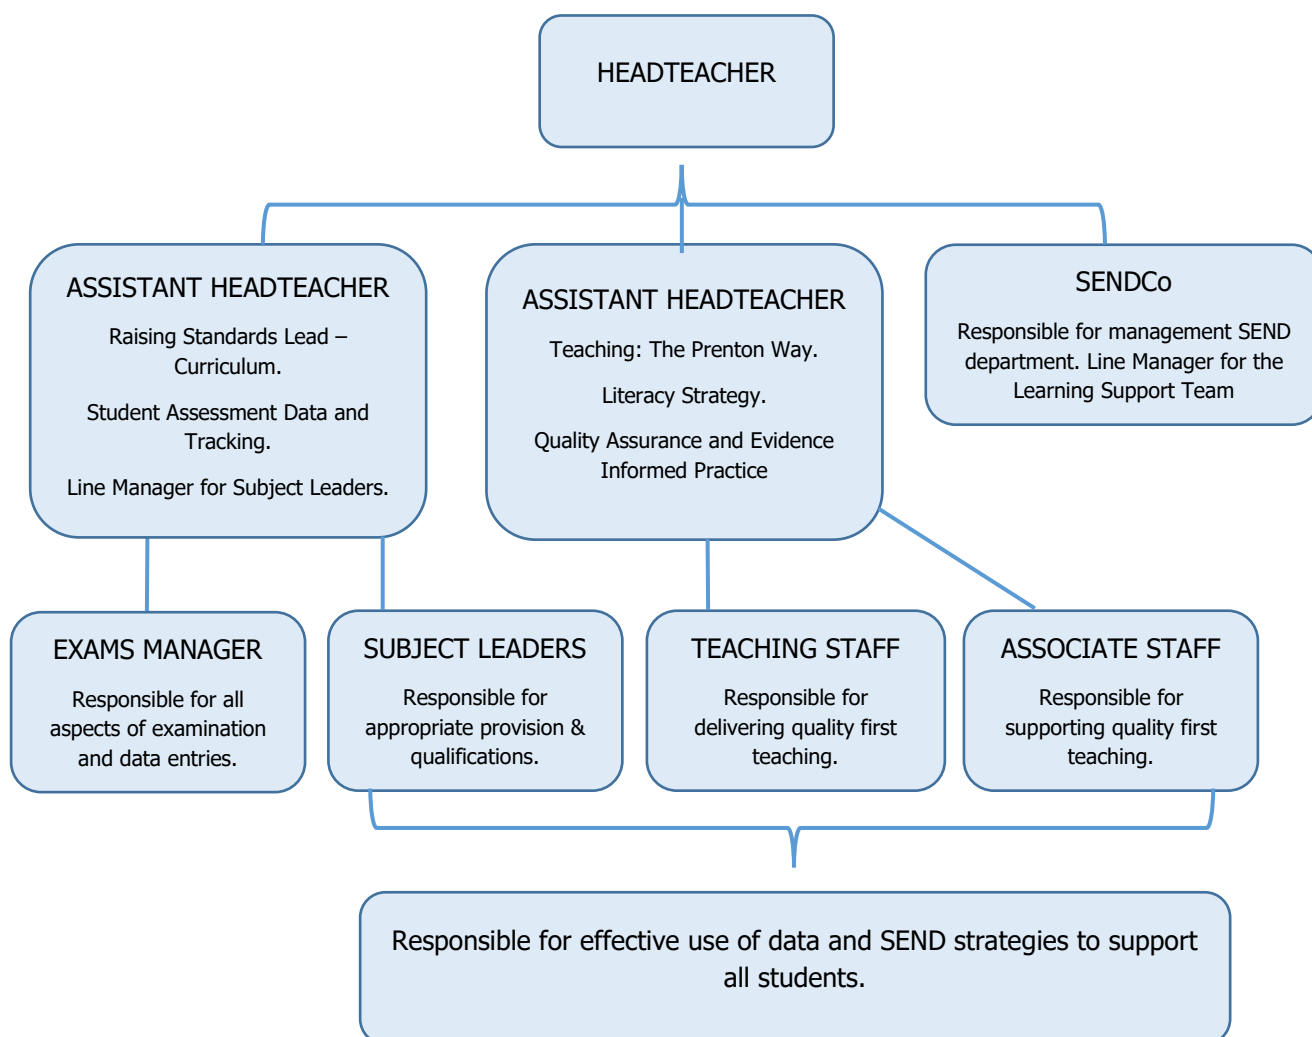 HEADTEACHER
ASSISTANT HEADTEACHER
Raising Standards Lead –
Curriculum.
Student Assessment Data and
Tracking.
Line Manager for Subject Leaders.
ASSISTANT HEADTEACHER
Teaching: The Prenton Way.
Literacy Strategy.
Quality Assurance and Evidence
Informed Practice
SENDCo
Responsible for management SEND
department. Line Manager for the
Learning Support Team
EXAMS MANAGER
Responsible for all
aspects of examination
and data entries.
SUBJECT LEADERS
Responsible for
appropriate provision &
qualifications.
TEACHING STAFF
Responsible for
delivering quality first
teaching.
ASSOCIATE STAFF
Responsible for
supporting quality first
teaching.
Responsible for effective use of data and SEND strategies to support
all students.